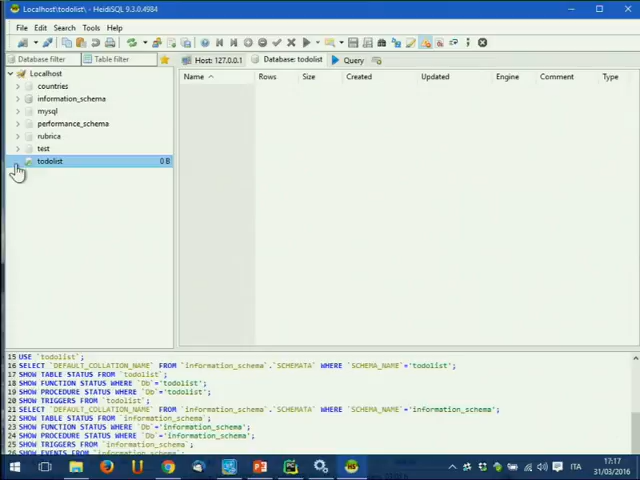 Localhost\todolist\ - HeidiSQL 9.3.0.4984
File Edit Search Tools Help
Database filter Table filter
Host: 127.0.0.1 Database: todolist Query
Localhost
countries
information_schema
mysql
performance_schema
rubrica
test
todolist 0 B
Name Rows Size Created Updated Engine Comment Type
15 USE `todolist`;
16 SELECT `DEFAULT_COLLATION_NAME` FROM `information_schema`.`SCHEMATA` WHERE `SCHEMA_NAME`='todolist';
17 SHOW TABLE STATUS FROM `todolist`;
18 SHOW FUNCTION STATUS WHERE `Db`='todolist';
19 SHOW PROCEDURE STATUS WHERE `Db`='todolist';
20 SHOW TRIGGERS FROM `todolist`;
21 SELECT `DEFAULT_COLLATION_NAME` FROM `information_schema`.`SCHEMATA` WHERE `SCHEMA_NAME`='information_schema';
22 SHOW TABLE STATUS FROM `information_schema`;
23 SHOW FUNCTION STATUS WHERE `Db`='information_schema';
24 SHOW PROCEDURE STATUS WHERE `Db`='information_schema';
25 SHOW TRIGGERS FROM `information_schema`;
26 SHOW EVENTS FROM `information_schema`;
ITA
17:17
31/03/2016